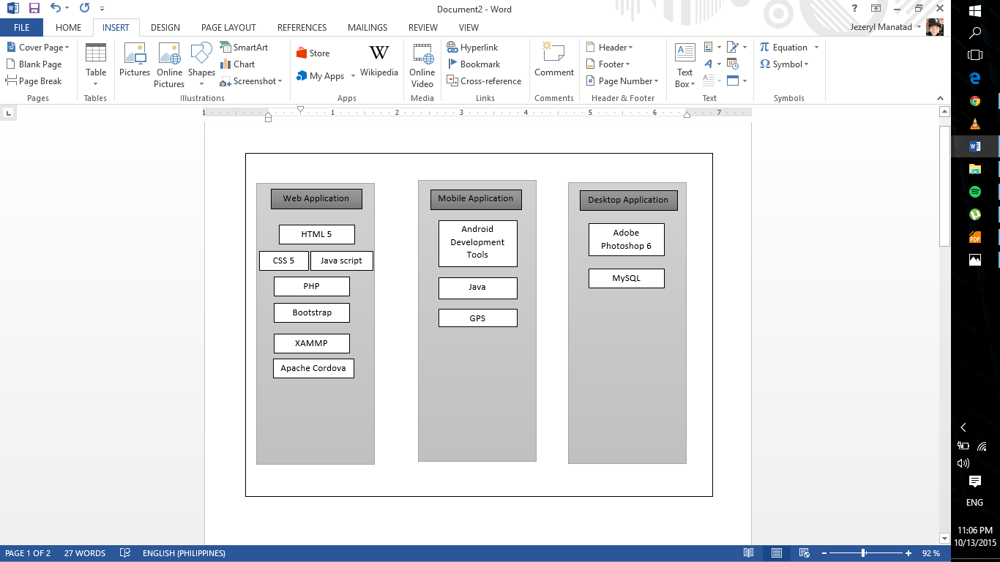 Document2 - Word
?
FILE HOME INSERT DESIGN PAGE LAYOUT REFERENCES MAILINGS REVIEW VIEW
Jezeryl Manatad
Cover Page
Blank Page
Page Break
Pages
Table
Tables
Pictures
Online Pictures
Shapes
SmartArt
Chart
Screenshot
Illustrations
Store
My Apps
W
Wikipedia
Apps
Online Video
Media
Hyperlink
Bookmark
Cross-reference
Links
Comment
Comments
Header
Footer
Page Number
Header & Footer
A
Text Box
Text
π Equation
Ω Symbol
Symbols
1 1 2 3 4 5 6 7
Web Application
HTML 5
CSS 5
Java script
PHP
Bootstrap
XAMMP
Apache Cordova
Mobile Application
Android
Development
Tools
Java
GPS
Desktop Application
Adobe
Photoshop 6
MySQL
PDF
ENG
11:06 PM
10/13/2015
PAGE 1 OF 2 27 WORDS ENGLISH (PHILIPPINES)
92 %